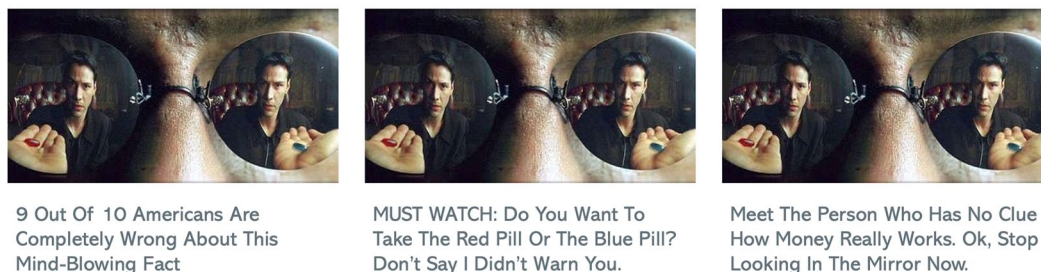 9 Out Of 10 Americans Are
Completely Wrong About This
Mind-Blowing Fact
MUST WATCH: Do You Want To
Take The Red Pill Or The Blue Pill?
Don't Say I Didn't Warn You.
Meet The Person Who Has No Clue
How Money Really Works. Ok, Stop
Looking In The Mirror Now.